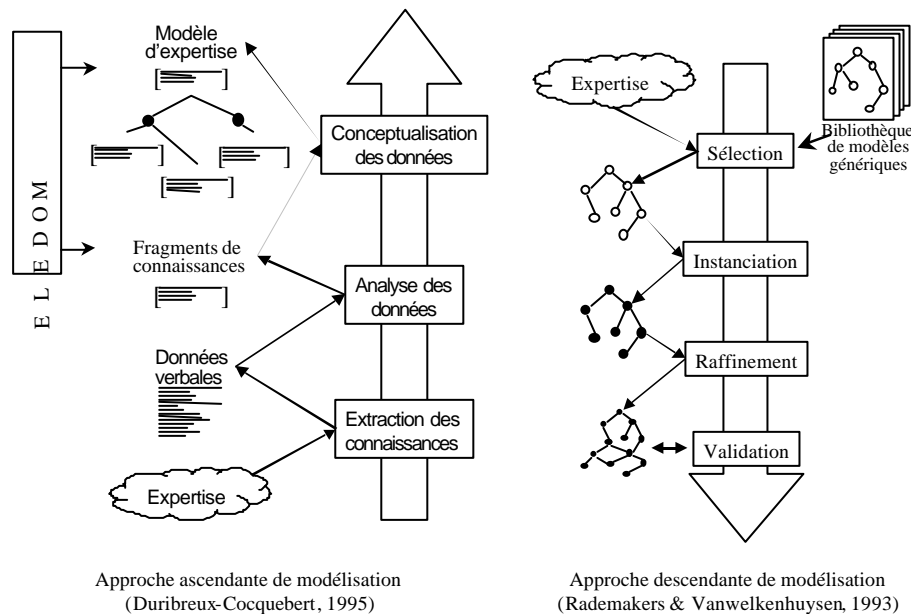 E L E DOM
Modèle
d'expertise
Conceptualisation
des données
Fragments de
connaissances
Analyse des
données
Données
verbales
Extraction des
connaissances
Expertise
Approche ascendante de modélisation
(Duribreux-Cocquebert, 1995)
Expertise
Bibliothèque
de modèles
génériques
Sélection
Instanciation
Raffinement
Validation
Approche descendante de modélisation
(Rademakers & Vanwelkenhuysen, 1993)